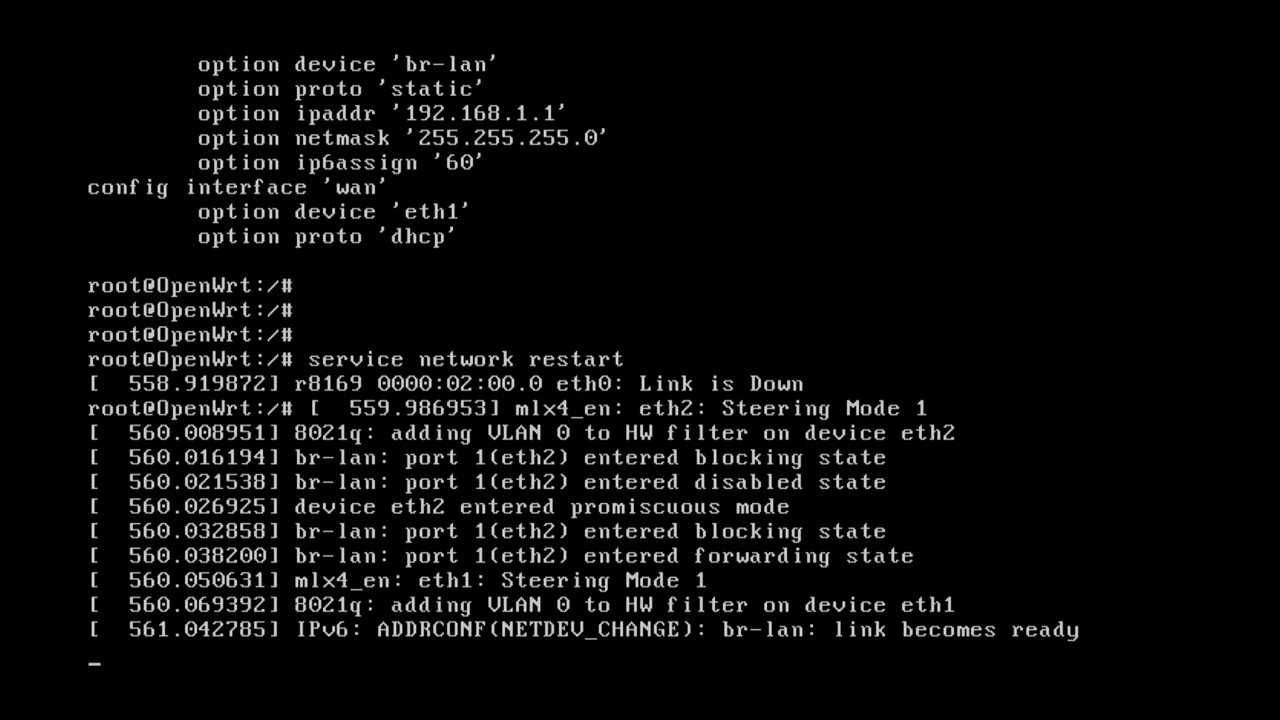 option device 'br-lan'
option proto 'static'
option ipaddr '192.168.1.1'
option netmask '255.255.255.0'
option ip6assign '60'
config interface 'wan'
option device 'eth1'
option proto 'dhcp'
root@OpenWrt:/#
root@OpenWrt:/#
root@OpenWrt:/#
root@OpenWrt:/# service network restart
[  558.919872] r8169 0000:02:00.0 eth0: Link is Down
root@OpenWrt:/# [  559.986953] mlx4_en: eth2: Steering Mode 1
[  560.008951] 8021q: adding VLAN 0 to HW filter on device eth2
[  560.016194] br-lan: port 1(eth2) entered blocking state
[  560.021538] br-lan: port 1(eth2) entered disabled state
[  560.026925] device eth2 entered promiscuous mode
[  560.032858] br-lan: port 1(eth2) entered blocking state
[  560.038200] br-lan: port 1(eth2) entered forwarding state
[  560.050631] mlx4_en: eth1: Steering Mode 1
[  560.069392] 8021q: adding VLAN 0 to HW filter on device eth1
[  561.042785] IPv6: ADDRCONF(NETDEV_CHANGE): br-lan: link becomes ready